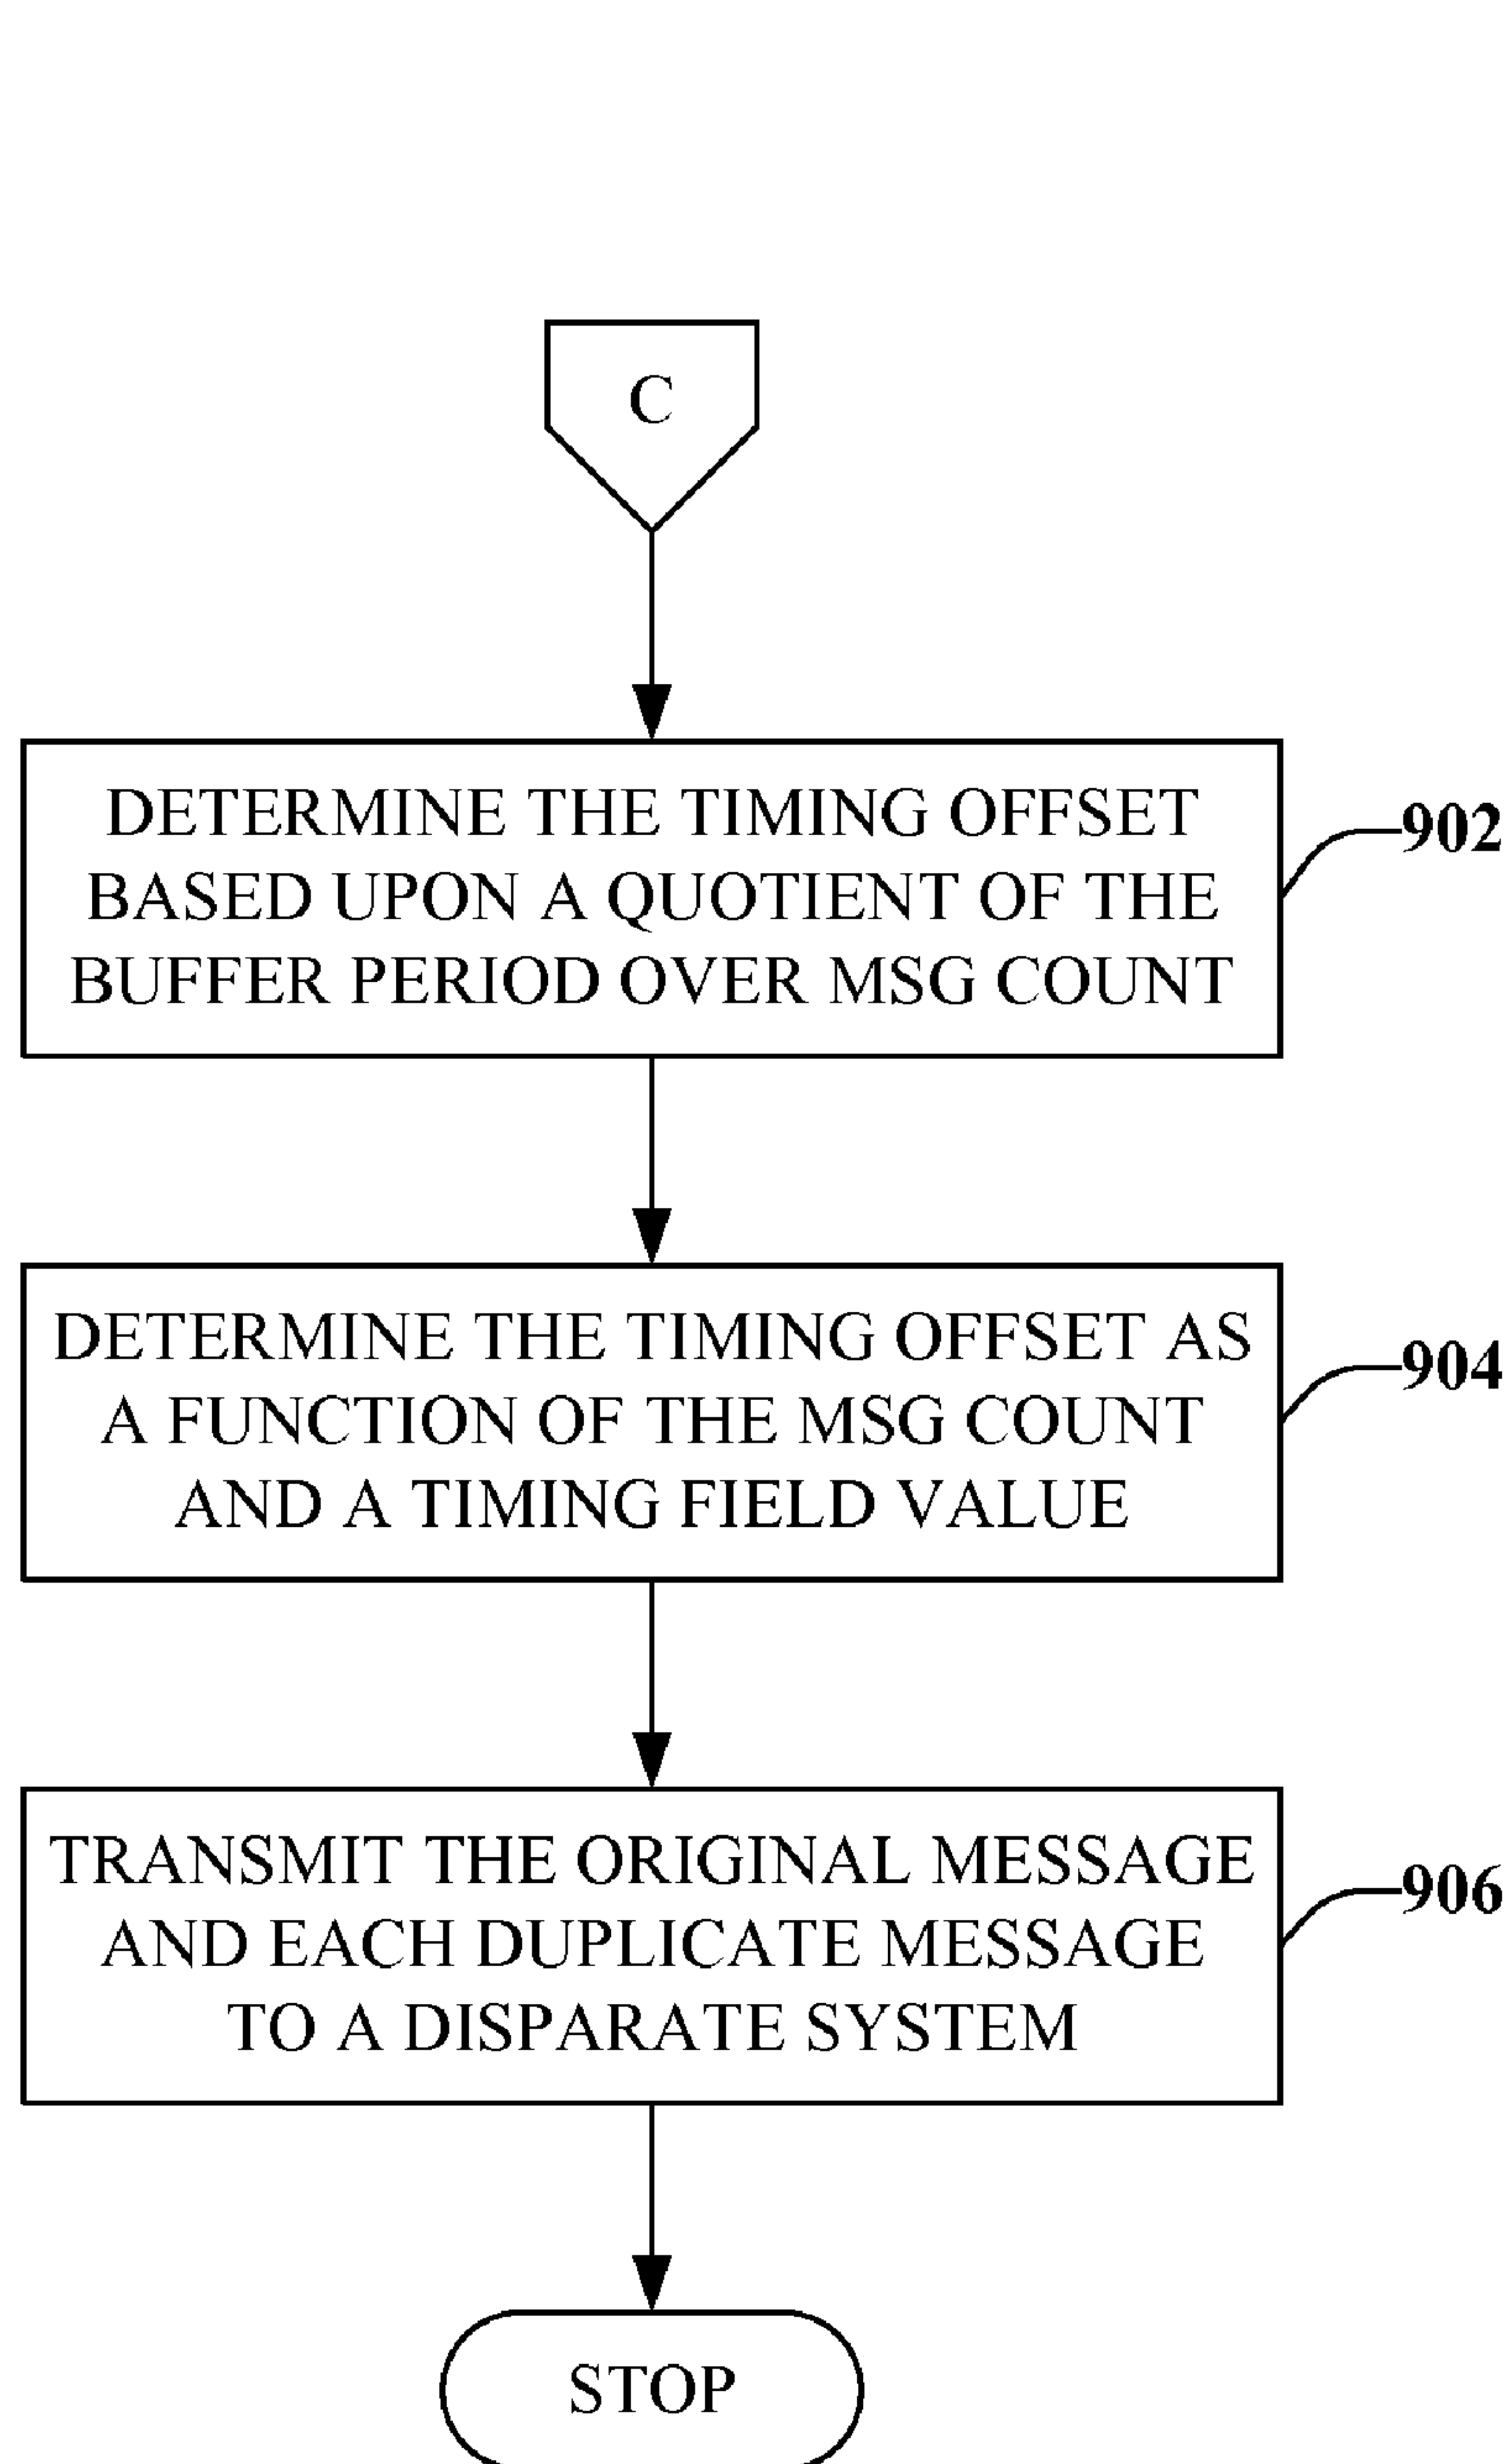 C
DETERMINE THE TIMING OFFSET
BASED UPON A QUOTIENT OF THE
BUFFER PERIOD OVER MSG COUNT
902
DETERMINE THE TIMING OFFSET AS
A FUNCTION OF THE MSG COUNT
AND A TIMING FIELD VALUE
904
TRANSMIT THE ORIGINAL MESSAGE
AND EACH DUPLICATE MESSAGE
TO A DISPARATE SYSTEM
906
STOP